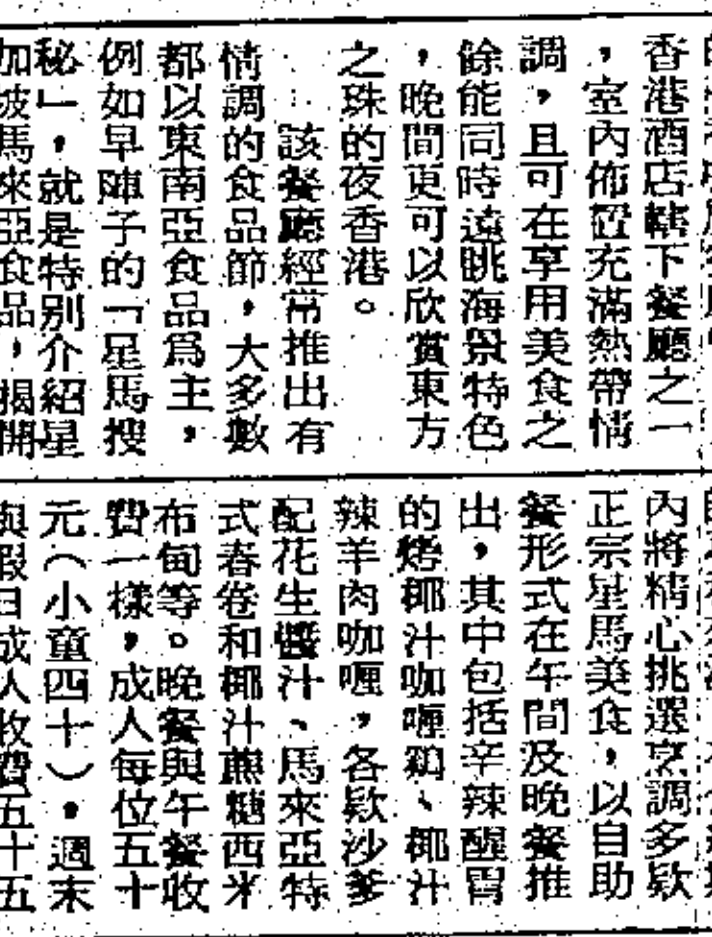 香港酒店轄下餐廳之一
，室內佈置充滿熱帶情
調，且可在享用美食之
餘能同時遠眺海景特色
，晚間更可以欣賞東方
之珠的夜香港。
該餐廳經常推出有
情調的食品節，大多數
都以東南亞食品爲主，
例如早陣子的「星馬搜
秘」，就是特別介紹星
加坡馬來亞食品，揭開
內將精心挑選烹調多款
正宗星馬美食，以自助
餐形式在午間及晚餐推
出，其中包括辛辣醒胃
的烤椰汁咖喱鷄、椰汁
辣羊肉咖喱，各款沙爹
配花生醬汁、馬來亞特
式春卷和椰汁蔗糖西米
布甸等。晚餐與午餐收
費一樣，成人每位五十
元（小童四十），週末
與假日成人收費五十五